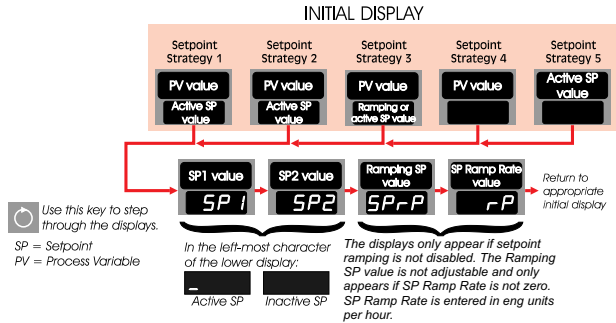 INITIAL DISPLAY
Setpoint
Strategy 1
Setpoint
Strategy 2
Setpoint
Strategy 3
Setpoint
Strategy 4
Setpoint
Strategy 5
PV value
Active SP
value
PV value
Active SP
value
PV value
Ramping or
active SP value
PV value
Active SP
value
SP1 value
SP1
SP2 value
SP2
Ramping SP
value
SPrP
SP Ramp Rate
value
rP
Return to
appropriate
initial display
Use this key to step
through the displays.
SP = Setpoint
PV = Process Variable
In the left-most character
of the lower display:
Active SP
Inactive SP
The displays only appear if setpoint
ramping is not disabled. The Ramping
SP value is not adjustable and only
appears if SP Ramp Rate is not zero.
SP Ramp Rate is entered in eng units
per hour.